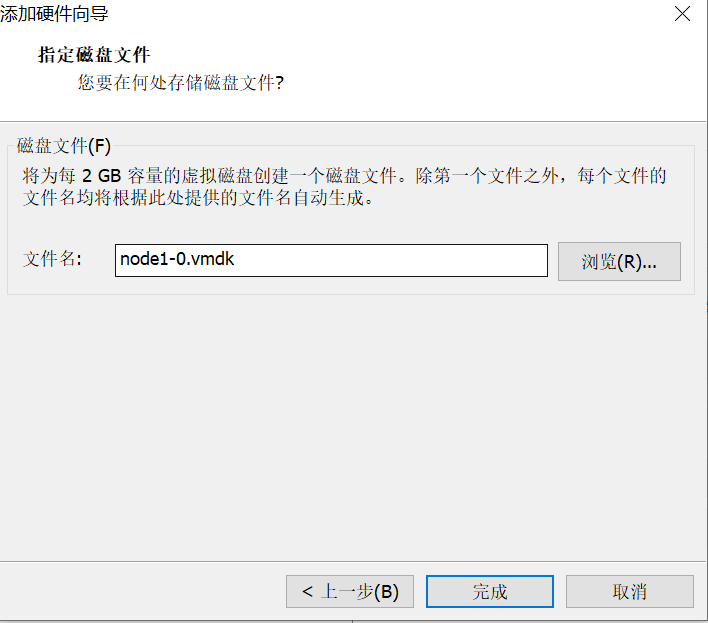 添加硬件向导
指定磁盘文件
您要在何处存储磁盘文件?
磁盘文件(F)
将为每 2 GB 容量的虚拟磁盘创建一个磁盘文件。除第一个文件之外，每个文件的
文件名均将根据此处提供的文件名自动生成。
文件名: node1-0.vmdk 浏览(R)...
< 上一步(B) 完成 取消